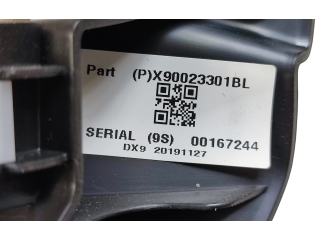 Part (P)X90023301BL
SERIAL (9S) 00167244
DX9 20191127